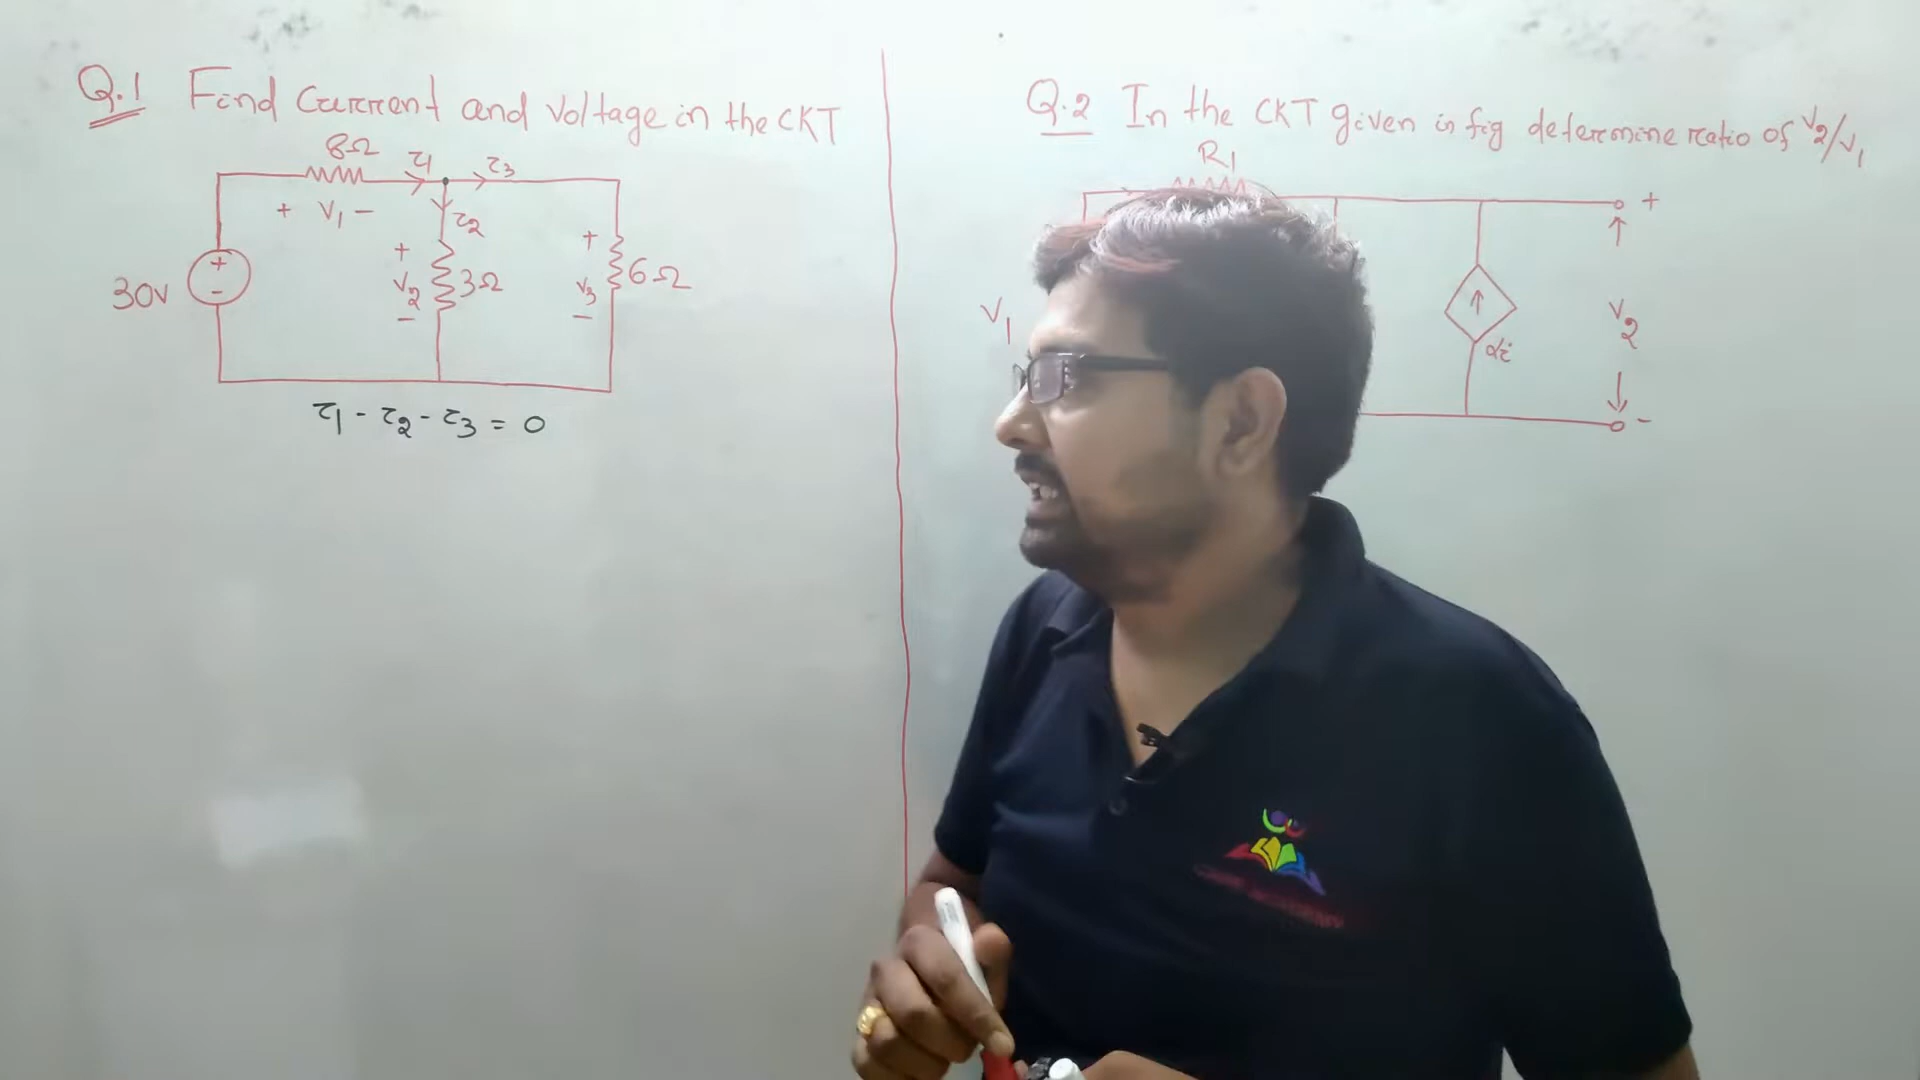 Q.1 Find Current and voltage in the CKT
8Ω
i1
i3
+ V1 -
i2
+
V2
-
3Ω
+
V3
-
6Ω
+
-
30V
i1 - i2 - i3 = 0
Q.2 In the CKT given in fig determine ratio of V2/V1
R1
+
V1
V2
αi
-